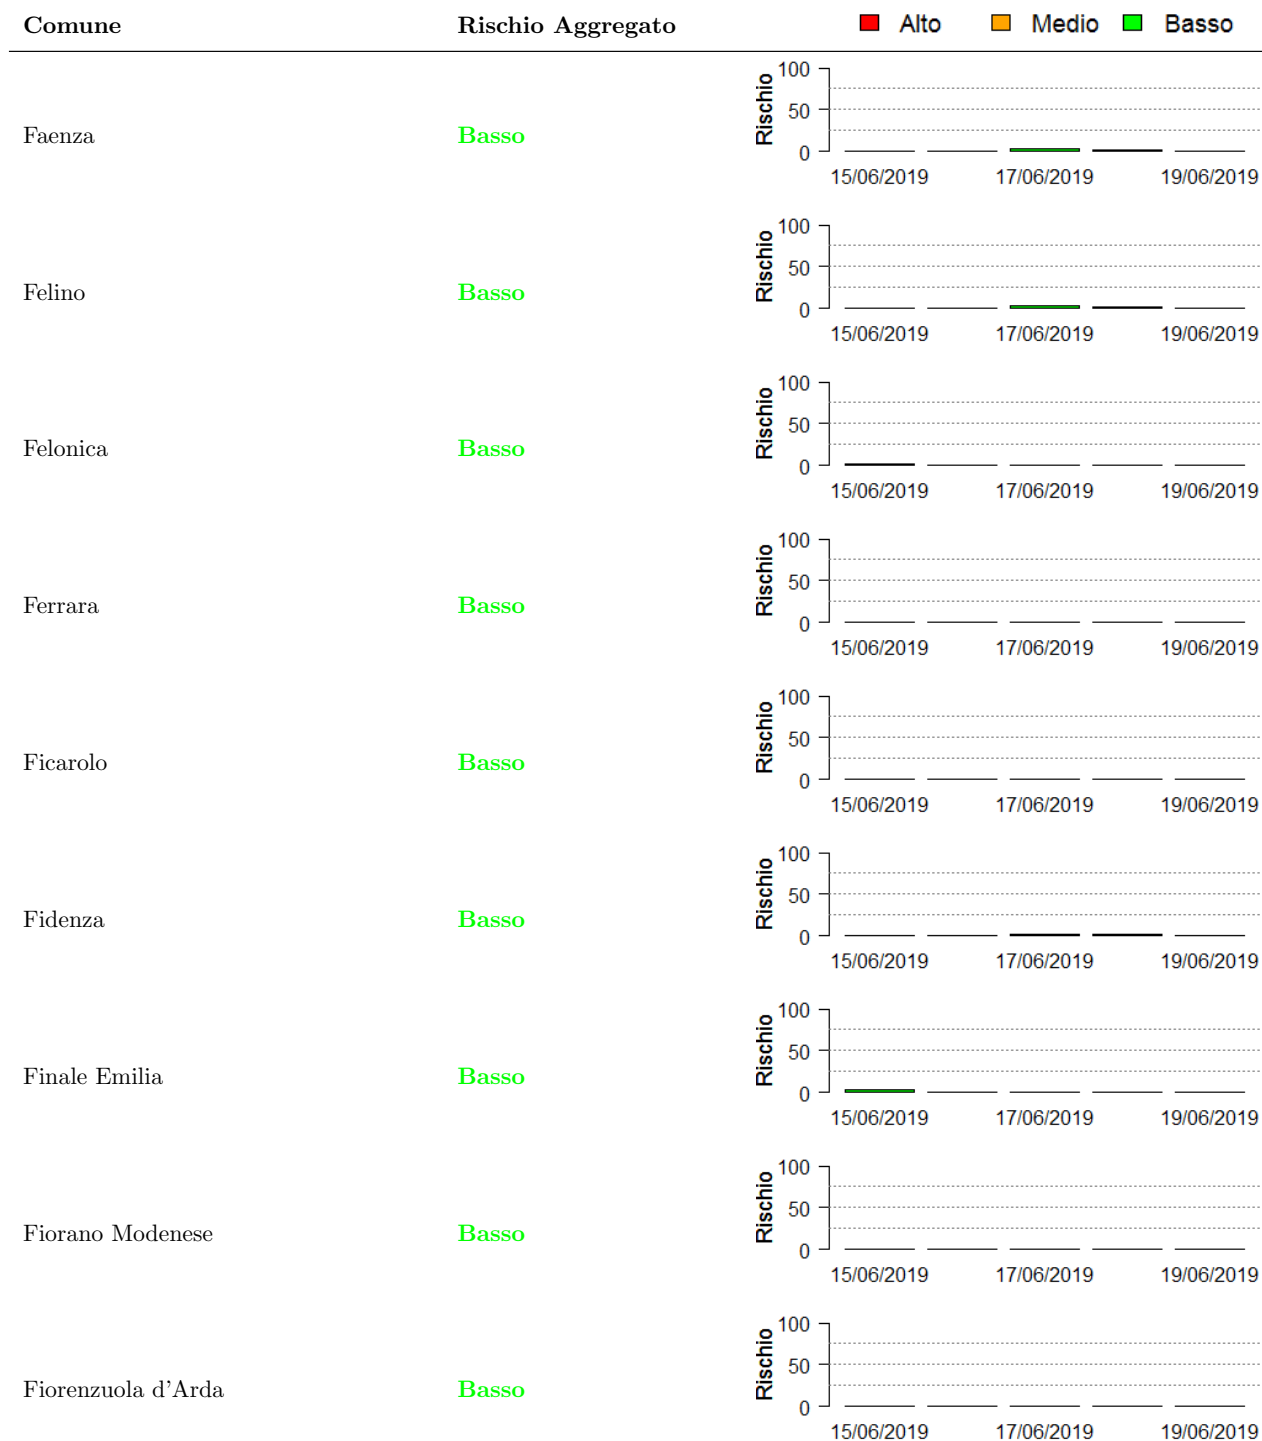 Comune Rischio Aggregato Alto Medio Basso
100
Rischio
50
Faenza Basso
0
15/06/2019 17/06/2019 19/06/2019
100
Rischio
50
Felino Basso
0
15/06/2019 17/06/2019 19/06/2019
100
Rischio
50
Felonica Basso
0
15/06/2019 17/06/2019 19/06/2019
100
Rischio
50
Ferrara Basso
0
15/06/2019 17/06/2019 19/06/2019
100
Rischio
50
Ficarolo Basso
0
15/06/2019 17/06/2019 19/06/2019
100
Rischio
50
Fidenza Basso
0
15/06/2019 17/06/2019 19/06/2019
100
Rischio
50
Finale Emilia Basso
0
15/06/2019 17/06/2019 19/06/2019
100
Rischio
50
Fiorano Modenese Basso
0
15/06/2019 17/06/2019 19/06/2019
100
Rischio
50
Fiorenzuola d'Arda Basso
0
15/06/2019 17/06/2019 19/06/2019